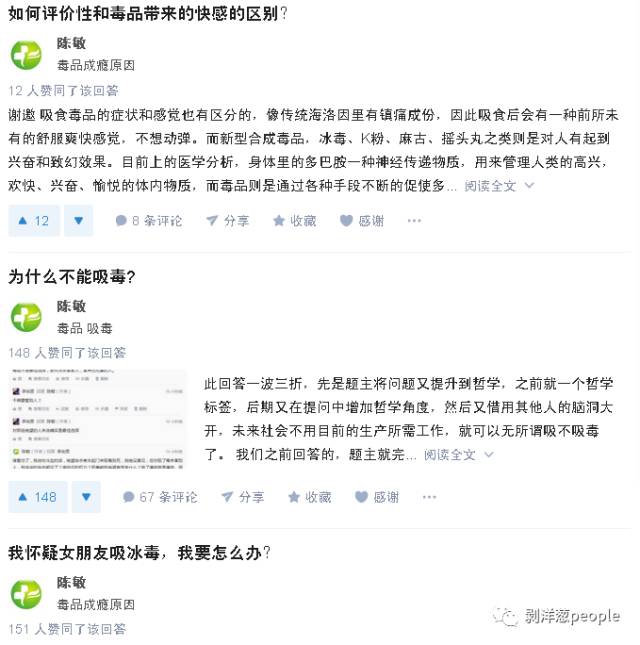 如何评价性和毒品带来的快感的区别?
陈敏
毒品成瘾原因
12 人赞同了该回答
谢邀 吸食毒品的症状和感觉也有区分的，像传统海洛因里有镇痛成份，因此吸食后会有一种前所未
有的舒服爽快感觉，不想动弹。而新型合成毒品，冰毒、K粉、麻古、摇头丸之类则是对人有起到
兴奋和致幻效果。目前上的医学分析，身体里的多巴胺一种神经传递物质，用来管理人类的高兴，
欢快、兴奋、愉悦的体内物质，而毒品则是通过各种手段不断的促使多... 阅读全文
12 8 条评论 分享 收藏 感谢 ···
为什么不能吸毒?
陈敏
毒品 吸毒
148 人赞同了该回答
此回答一波三折，先是题主将问题又提升到哲学，之前就一个哲学
标签，后期又在提问中增加哲学角度，然后又借用其他人的脑洞大
开，未来社会不用目前的生产所需工作，就可以无所谓吸不吸毒
了。 我们之前回答的，题主就完... 阅读全文
148 67 条评论 分享 收藏 感谢 ···
我怀疑女朋友吸冰毒，我要怎么办?
陈敏
毒品成瘾原因
151 人赞同了该回答
剥洋葱people